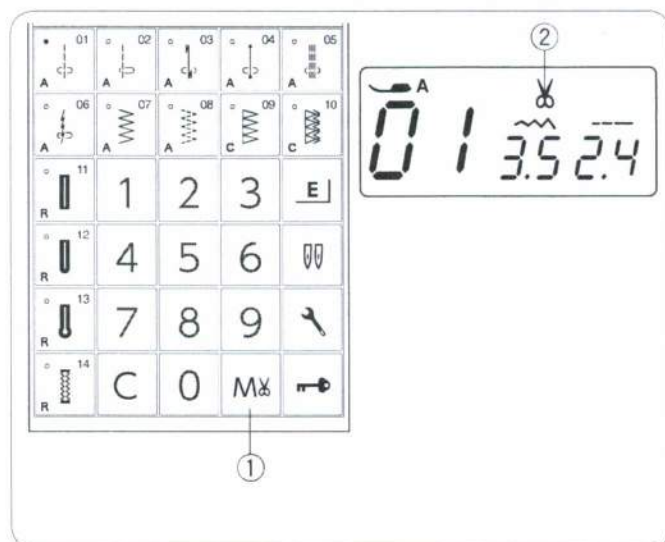 ②
01 02 03 04 05
A A A A A
A
01 3.5 2.4
06 07 08 09 10
A A A C C
11 1 2 3 E
R
12 4 5 6
R
13 7 8 9
R
14 C 0 M
R
①